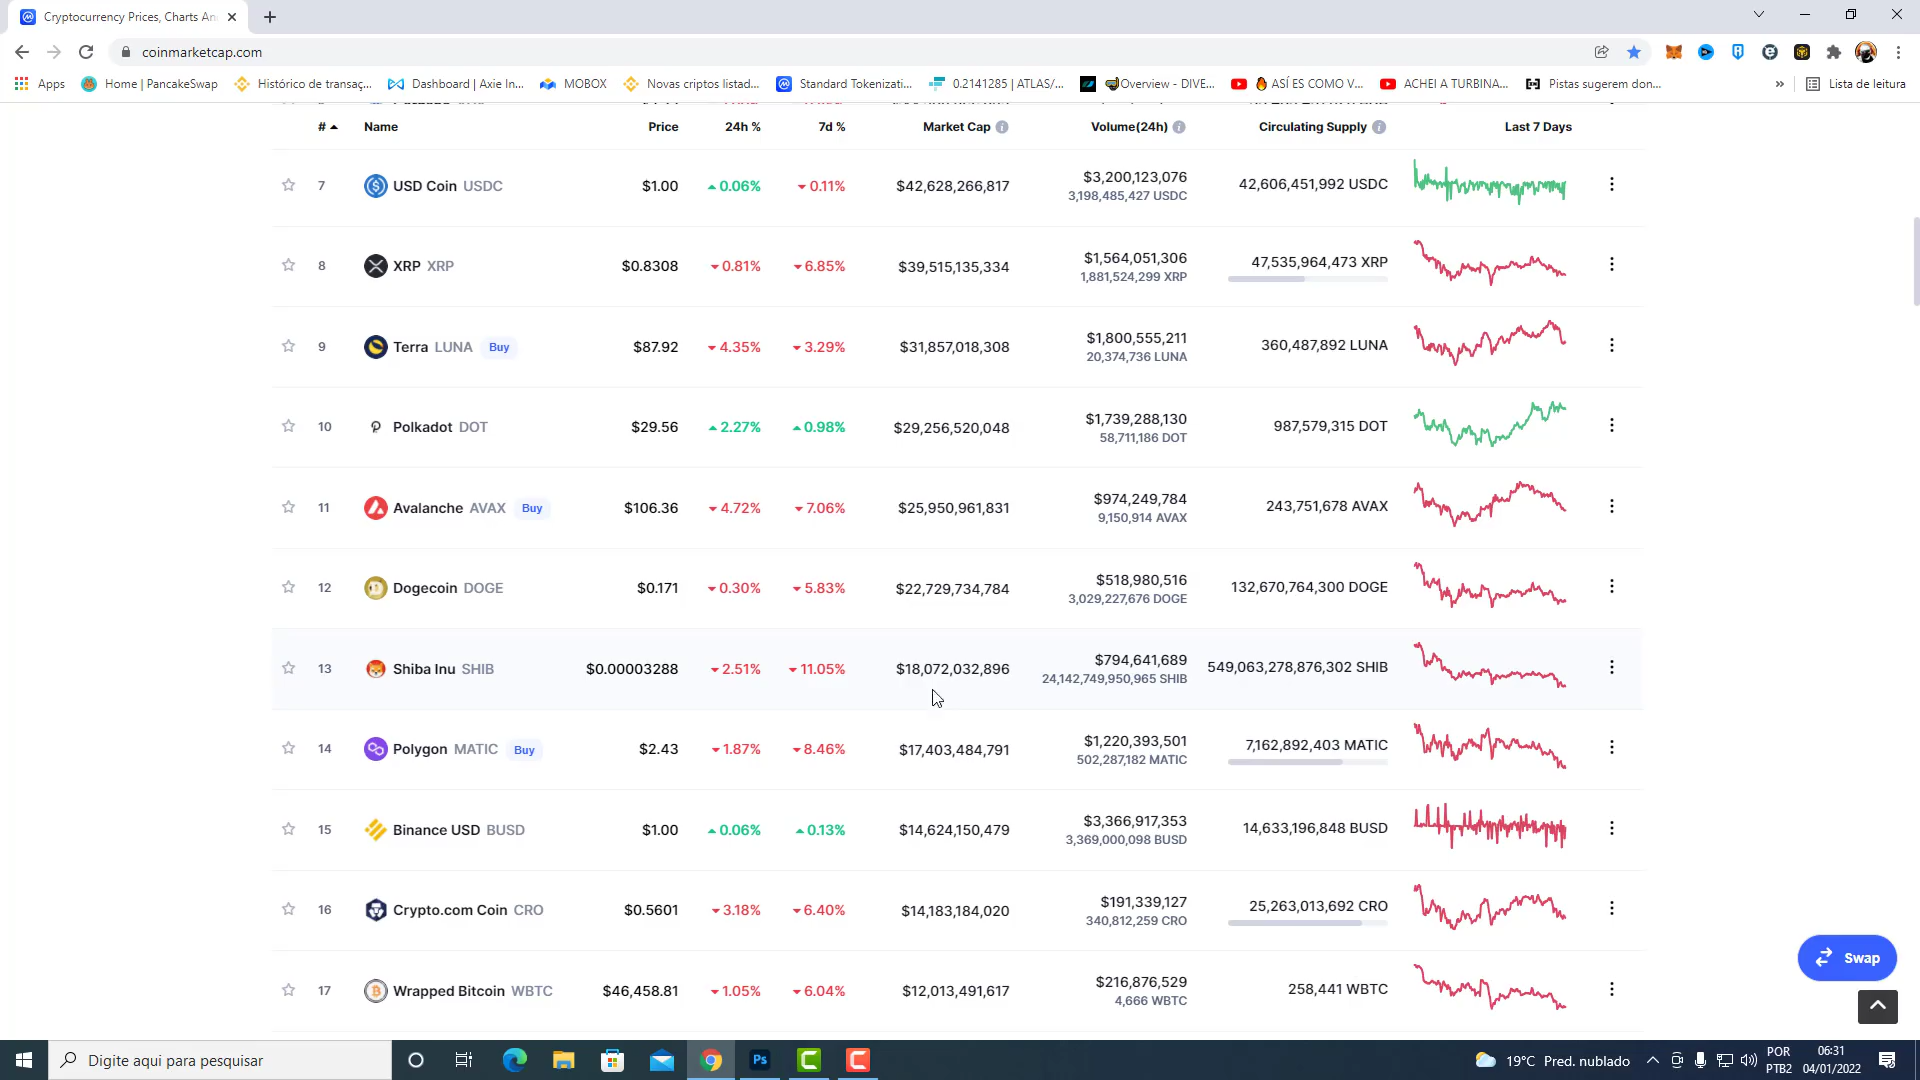 Cryptocurrency Prices, Charts An
coinmarketcap.com
Apps
Home | PancakeSwap
Histórico de transaç...
Dashboard | Axie In...
MOBOX
Novas criptos listad...
Standard Tokenizati...
0.2141285 | ATLAS/...
Overview - DIVE...
ASÍ ES COMO V...
ACHEI A TURBINA...
Pistas sugerem don...
»
Lista de leitura
# Name Price 24h % 7d % Market Cap Volume(24h) Circulating Supply Last 7 Days
7 USD Coin USDC $1.00 0.06% 0.11% $42,628,266,817 $3,200,123,076 42,606,451,992 USDC
3,198,485,427 USDC
8 XRP XRP $0.8308 0.81% 6.85% $39,515,135,334 $1,564,051,306 47,535,964,473 XRP
1,881,524,299 XRP
9 Terra LUNA Buy $87.92 4.35% 3.29% $31,857,018,308 $1,800,555,211 360,487,892 LUNA
20,374,736 LUNA
10 Polkadot DOT $29.56 2.27% 0.98% $29,256,520,048 $1,739,288,130 987,579,315 DOT
58,711,186 DOT
11 Avalanche AVAX Buy $106.36 4.72% 7.06% $25,950,961,831 $974,249,784 243,751,678 AVAX
9,150,914 AVAX
12 Dogecoin DOGE $0.171 0.30% 5.83% $22,729,734,784 $518,980,516 132,670,764,300 DOGE
3,029,227,676 DOGE
13 Shiba Inu SHIB $0.00003288 2.51% 11.05% $18,072,032,896 $794,641,689 549,063,278,876,302 SHIB
24,142,749,950,965 SHIB
14 Polygon MATIC Buy $2.43 1.87% 8.46% $17,403,484,791 $1,220,393,501 7,162,892,403 MATIC
502,287,182 MATIC
15 Binance USD BUSD $1.00 0.06% 0.13% $14,624,150,479 $3,366,917,353 14,633,196,848 BUSD
3,369,000,098 BUSD
16 Crypto.com Coin CRO $0.5601 3.18% 6.40% $14,183,184,020 $191,339,127 25,263,013,692 CRO
340,812,259 CRO
17 Wrapped Bitcoin WBTC $46,458.81 1.05% 6.04% $12,013,491,617 $216,876,529 258,441 WBTC
4,666 WBTC
Swap
Digite aqui para pesquisar
Ps
19°C Pred. nublado
POR
PTB2
06:31
04/01/2022